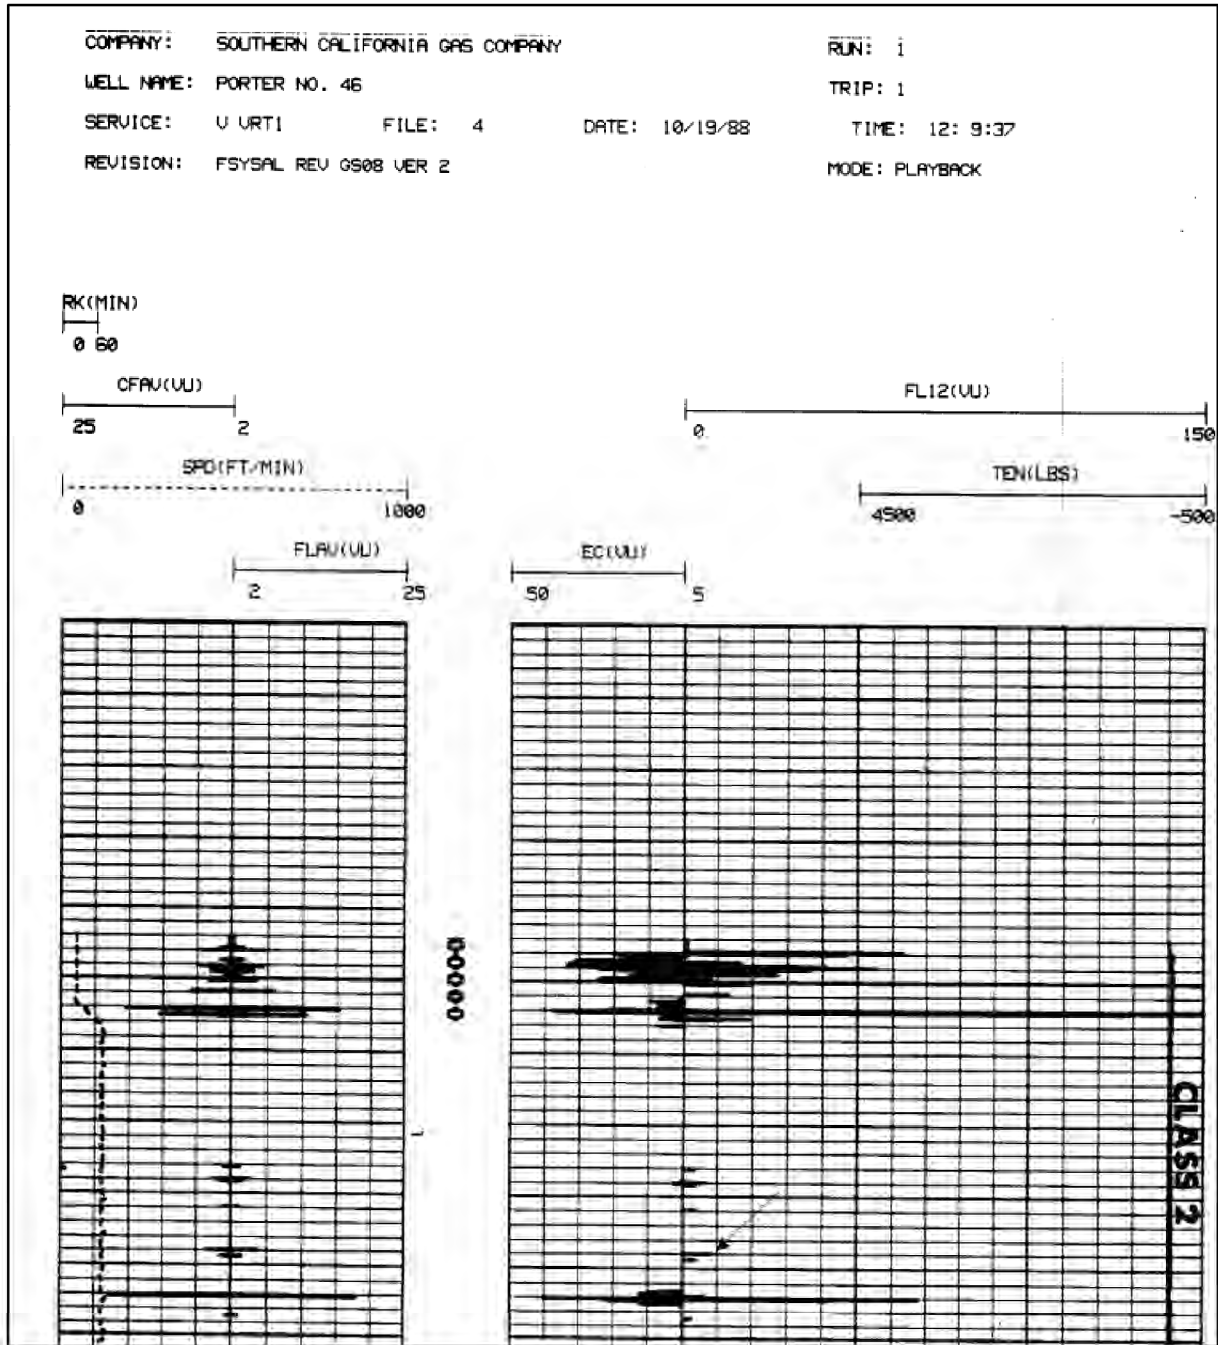 COMPANY: SOUTHERN CALIFORNIA GAS COMPANY RUN: 1
WELL NAME: PORTER NO. 46 TRIP: 1
SERVICE: V VRT1 FILE: 4 DATE: 10/19/88 TIME: 12: 9:37
REVISION: FSYSAL REV GS08 VER 2 MODE: PLAYBACK
RK(MIN)
0 60
CFAV(VU) FL12(VU)
25 2 0 150
SPD(FT/MIN) TEN(LBS)
0 1000 4500 -500
FLAV(VU) EC(VU)
2 25 50 5
00000
CLASS 2